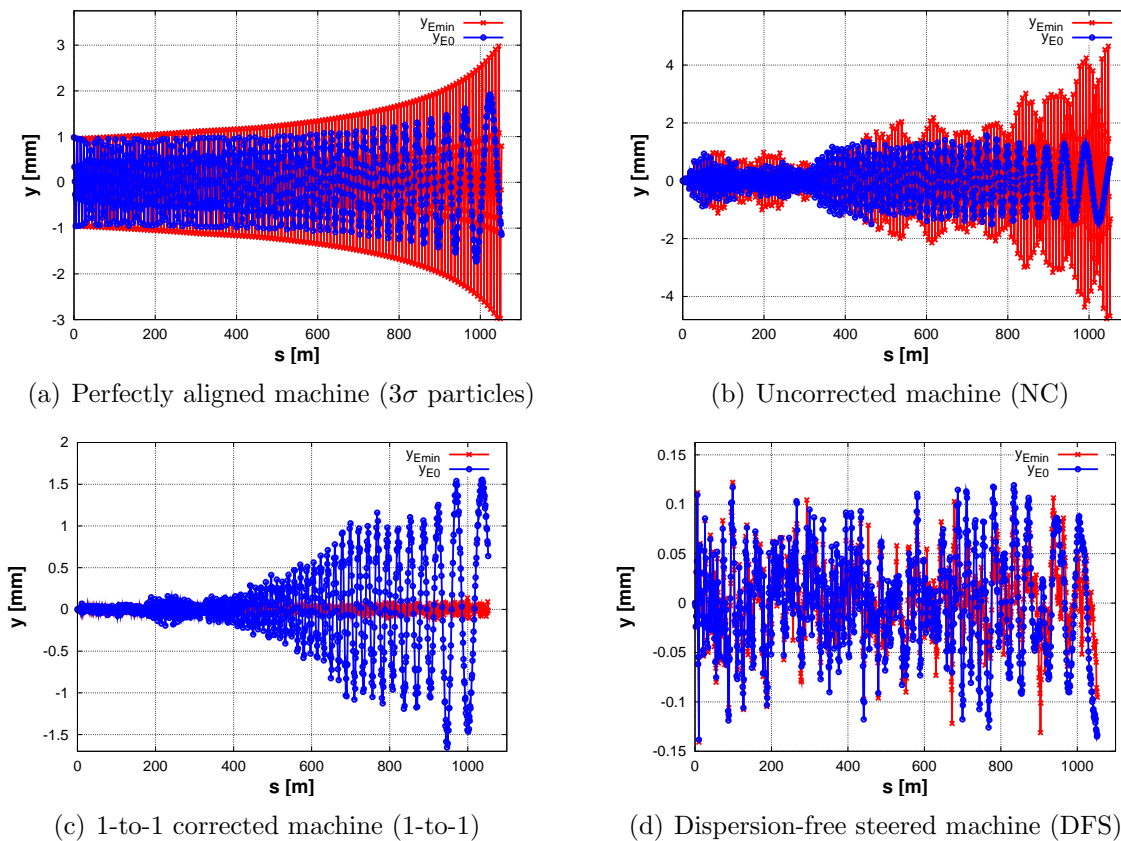 y_Emin
y_E0
3
2
1
0
-1
-2
-3
y [mm]
0 200 400 600 800 1000
s [m]
(a) Perfectly aligned machine (3σ particles)
y_Emin
y_E0
4
2
0
-2
-4
y [mm]
0 200 400 600 800 1000
s [m]
(b) Uncorrected machine (NC)
y_Emin
y_E0
2
1.5
1
0.5
0
-0.5
-1
-1.5
y [mm]
0 200 400 600 800 1000
s [m]
(c) 1-to-1 corrected machine (1-to-1)
y_Emin
y_E0
0.15
0.1
0.05
0
-0.05
-0.1
-0.15
y [mm]
0 200 400 600 800 1000
s [m]
(d) Dispersion-free steered machine (DFS)